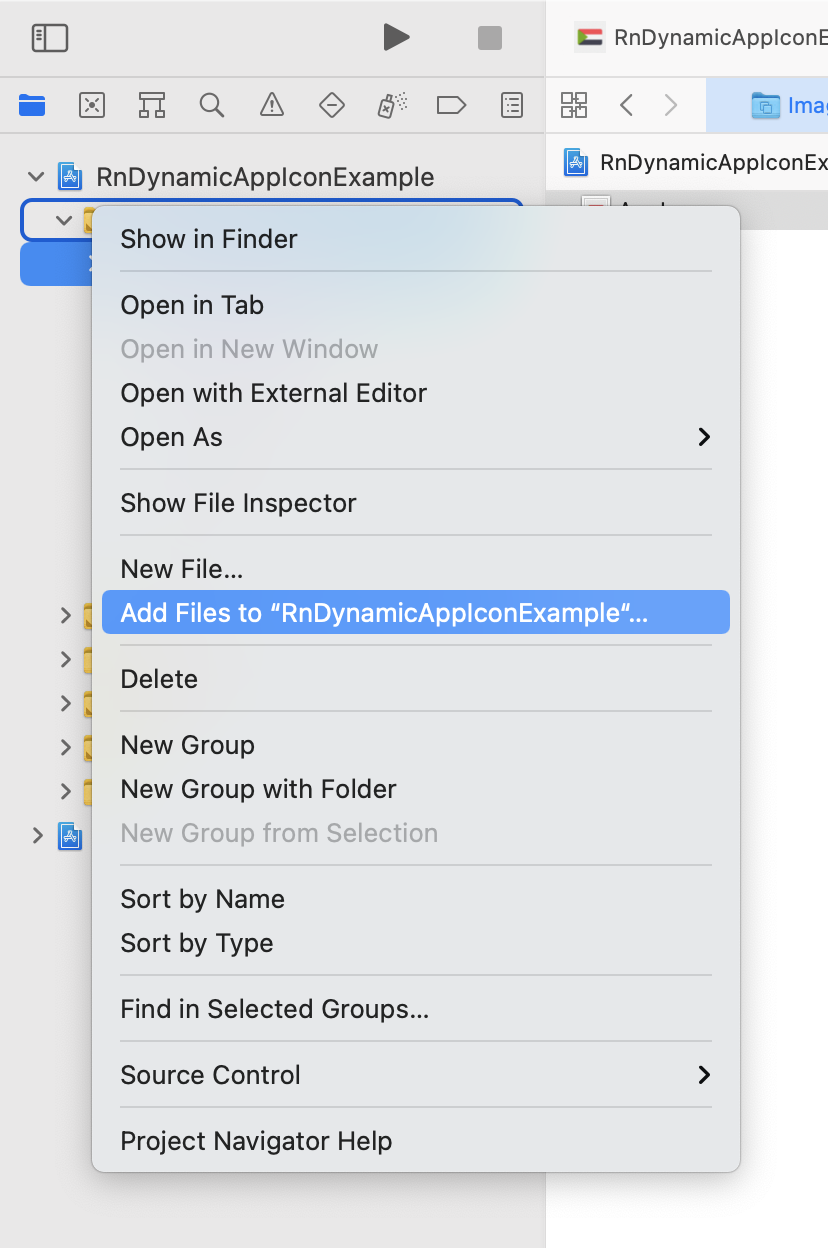 RnDynamicAppIconE
Imag
RnDynamicAppIconExample
RnDynamicAppIconEx
Show in Finder
Open in Tab
Open in New Window
Open with External Editor
Open As
Show File Inspector
New File...
Add Files to “RnDynamicAppIconExample“...
Delete
New Group
New Group with Folder
New Group from Selection
Sort by Name
Sort by Type
Find in Selected Groups...
Source Control
Project Navigator Help